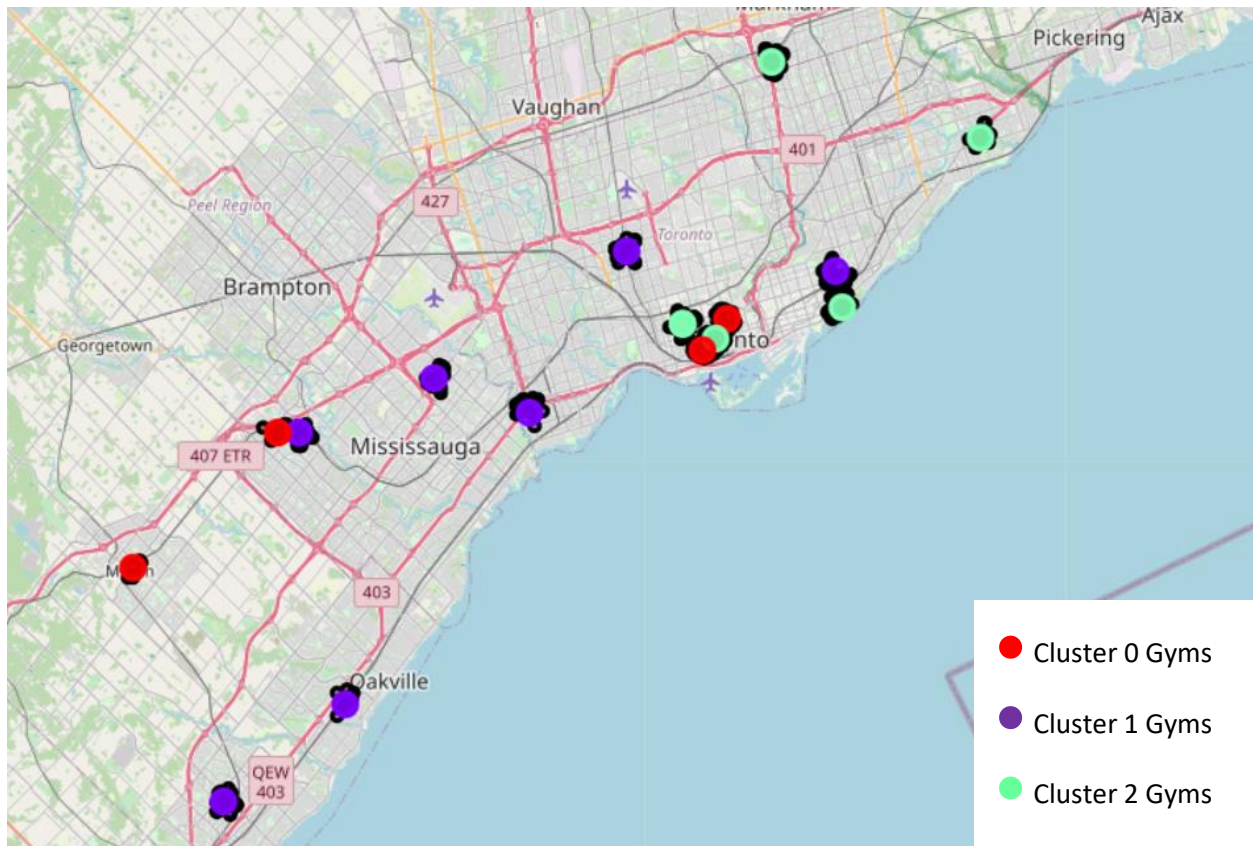 Ajax
Pickering
Vaughan
401
427
Peel Region
Toronto
Brampton
Georgetown
nto
Mississauga
407 ETR
403
Oakville
QEW
403
Cluster 0 Gyms
Cluster 1 Gyms
Cluster 2 Gyms